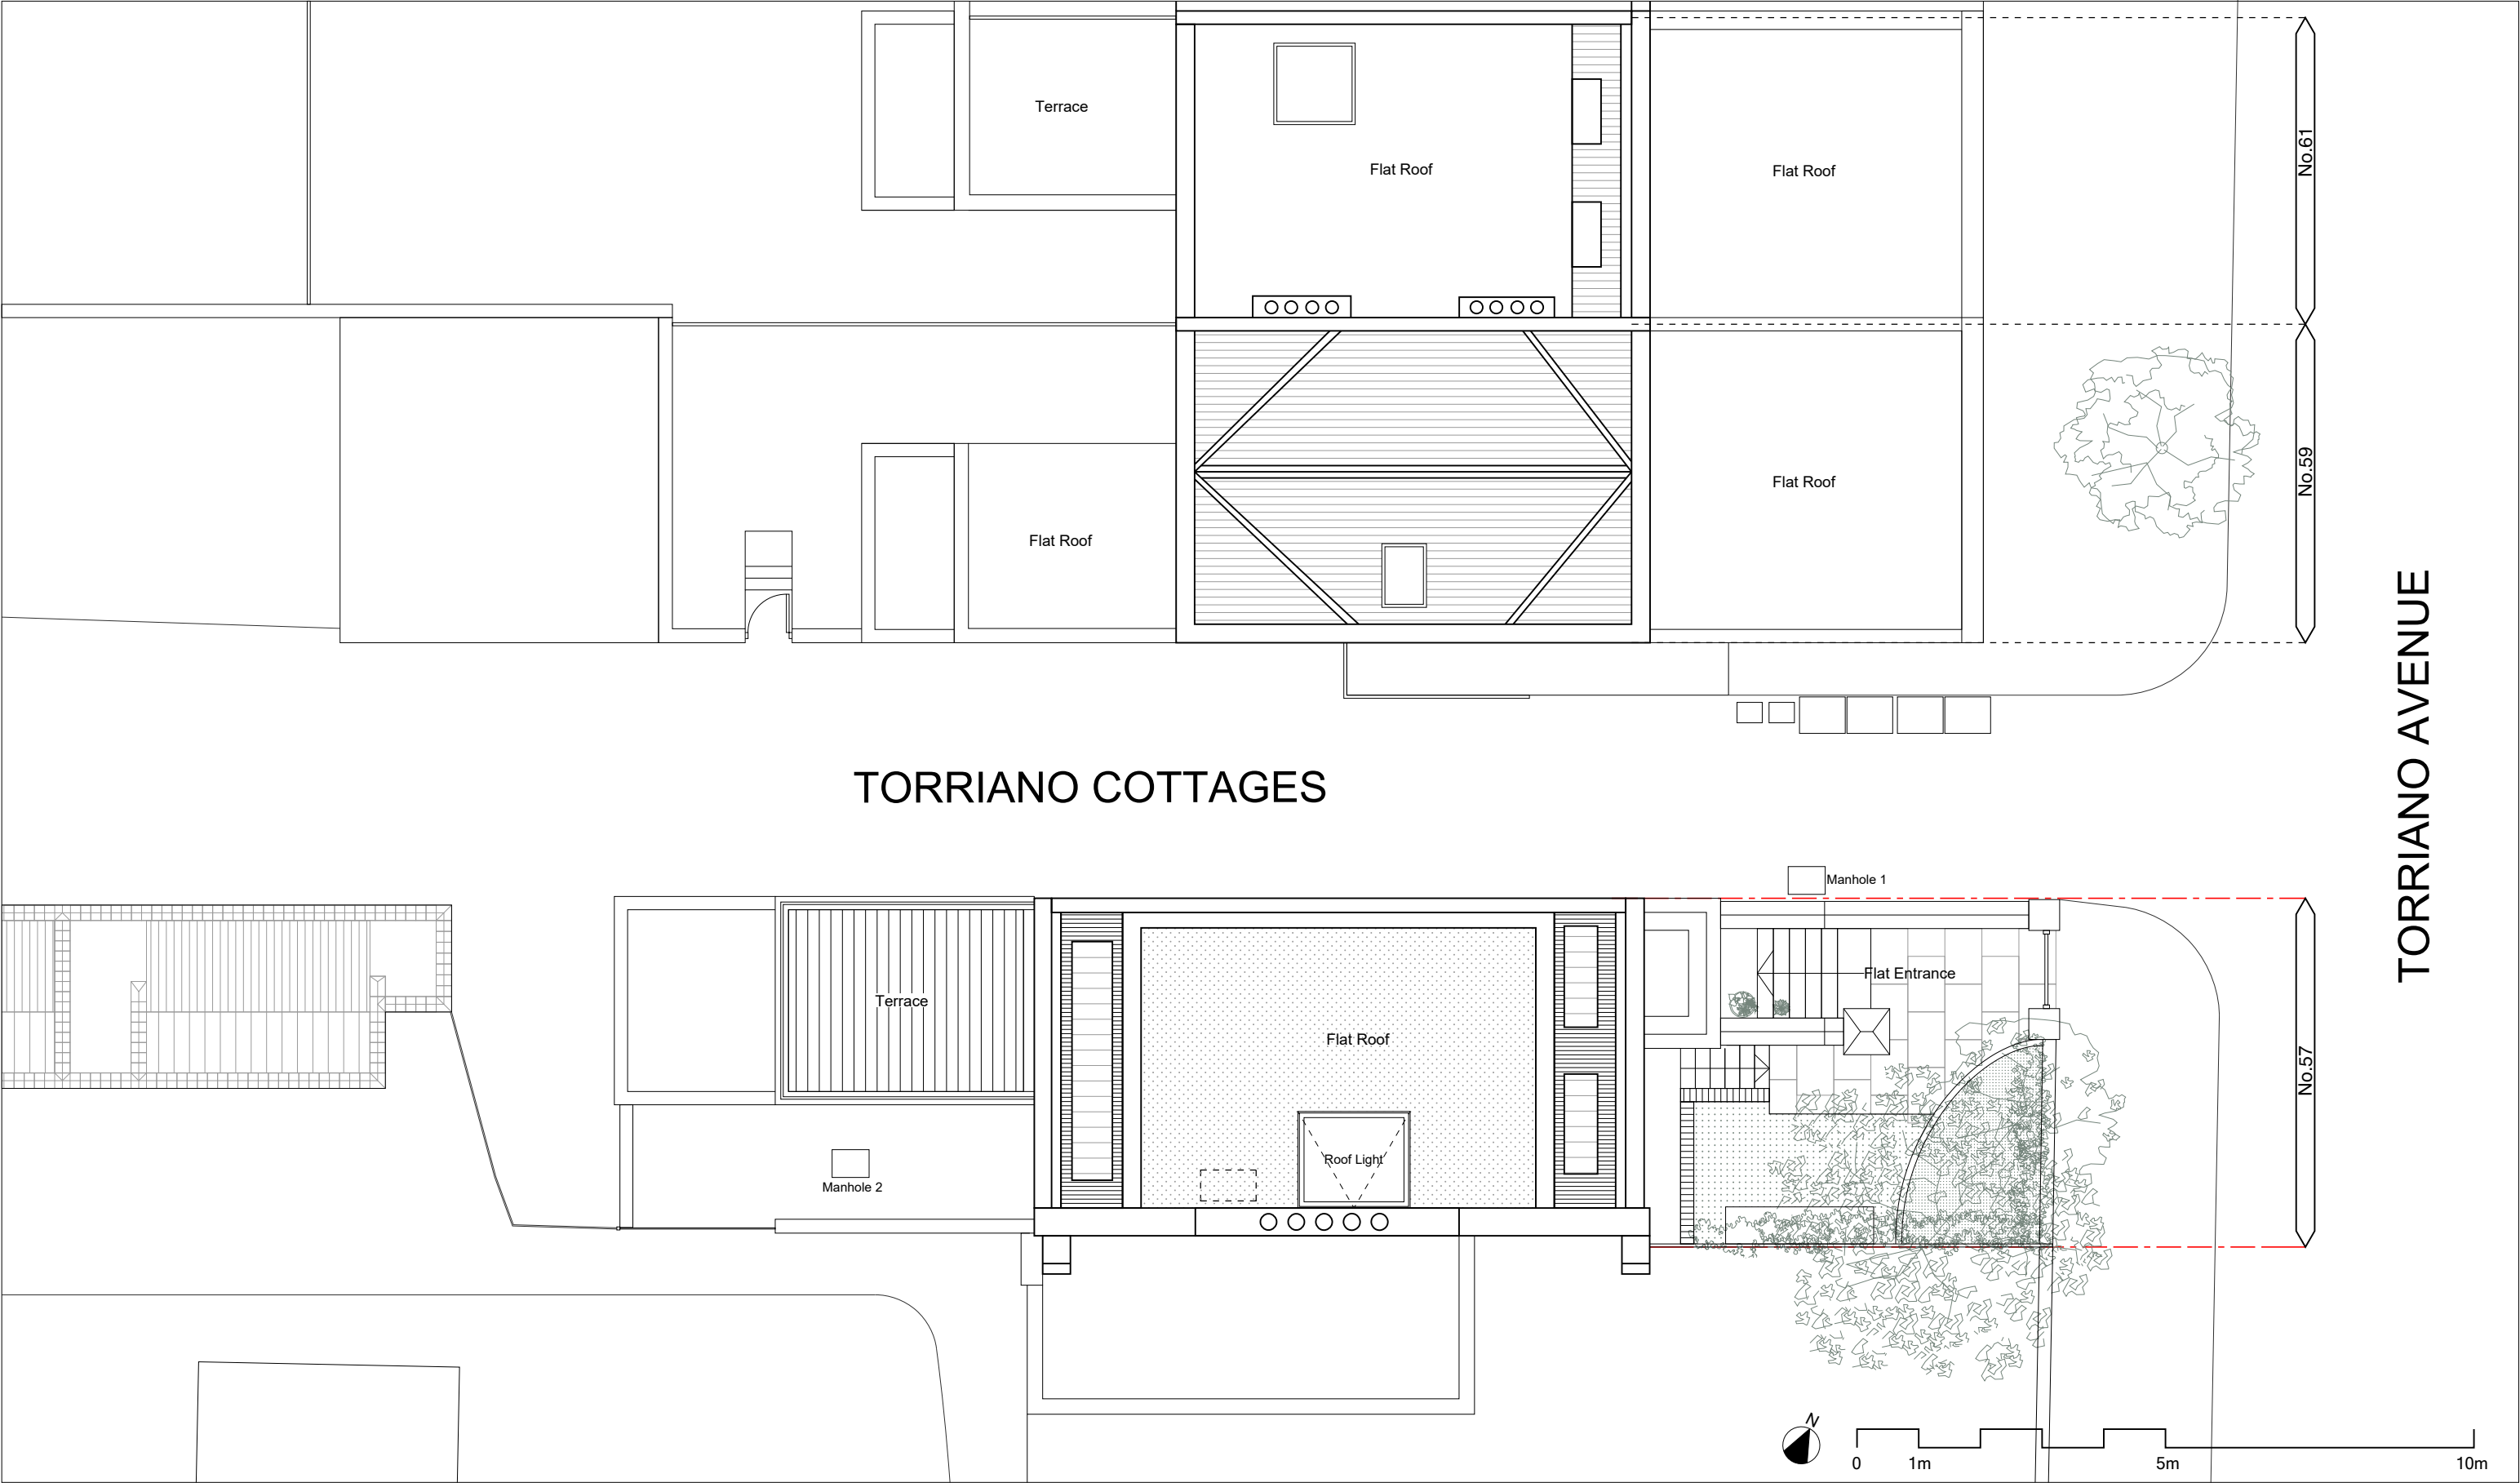 Terrace
Flat Roof
Flat Roof
No.61
Flat Roof
Flat Roof
No.59
TORRIANO AVENUE
TORRIANO COTTAGES
Manhole 1
Flat Entrance
Terrace
Flat Roof
No.57
Roof Light
Manhole 2
N
0 1m 5m 10m